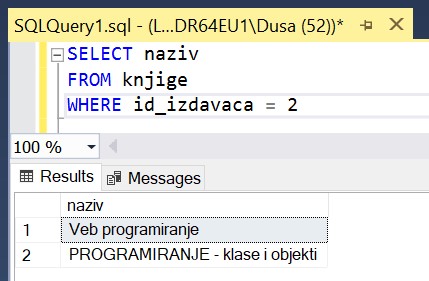 SQLQuery1.sql - (L...DR64EU1\Dusa (52))*
SELECT naziv
FROM knjige
WHERE id_izdavaca = 2
100 %
Results Messages
naziv
1 Veb programiranje
2 PROGRAMIRANJE - klase i objekti